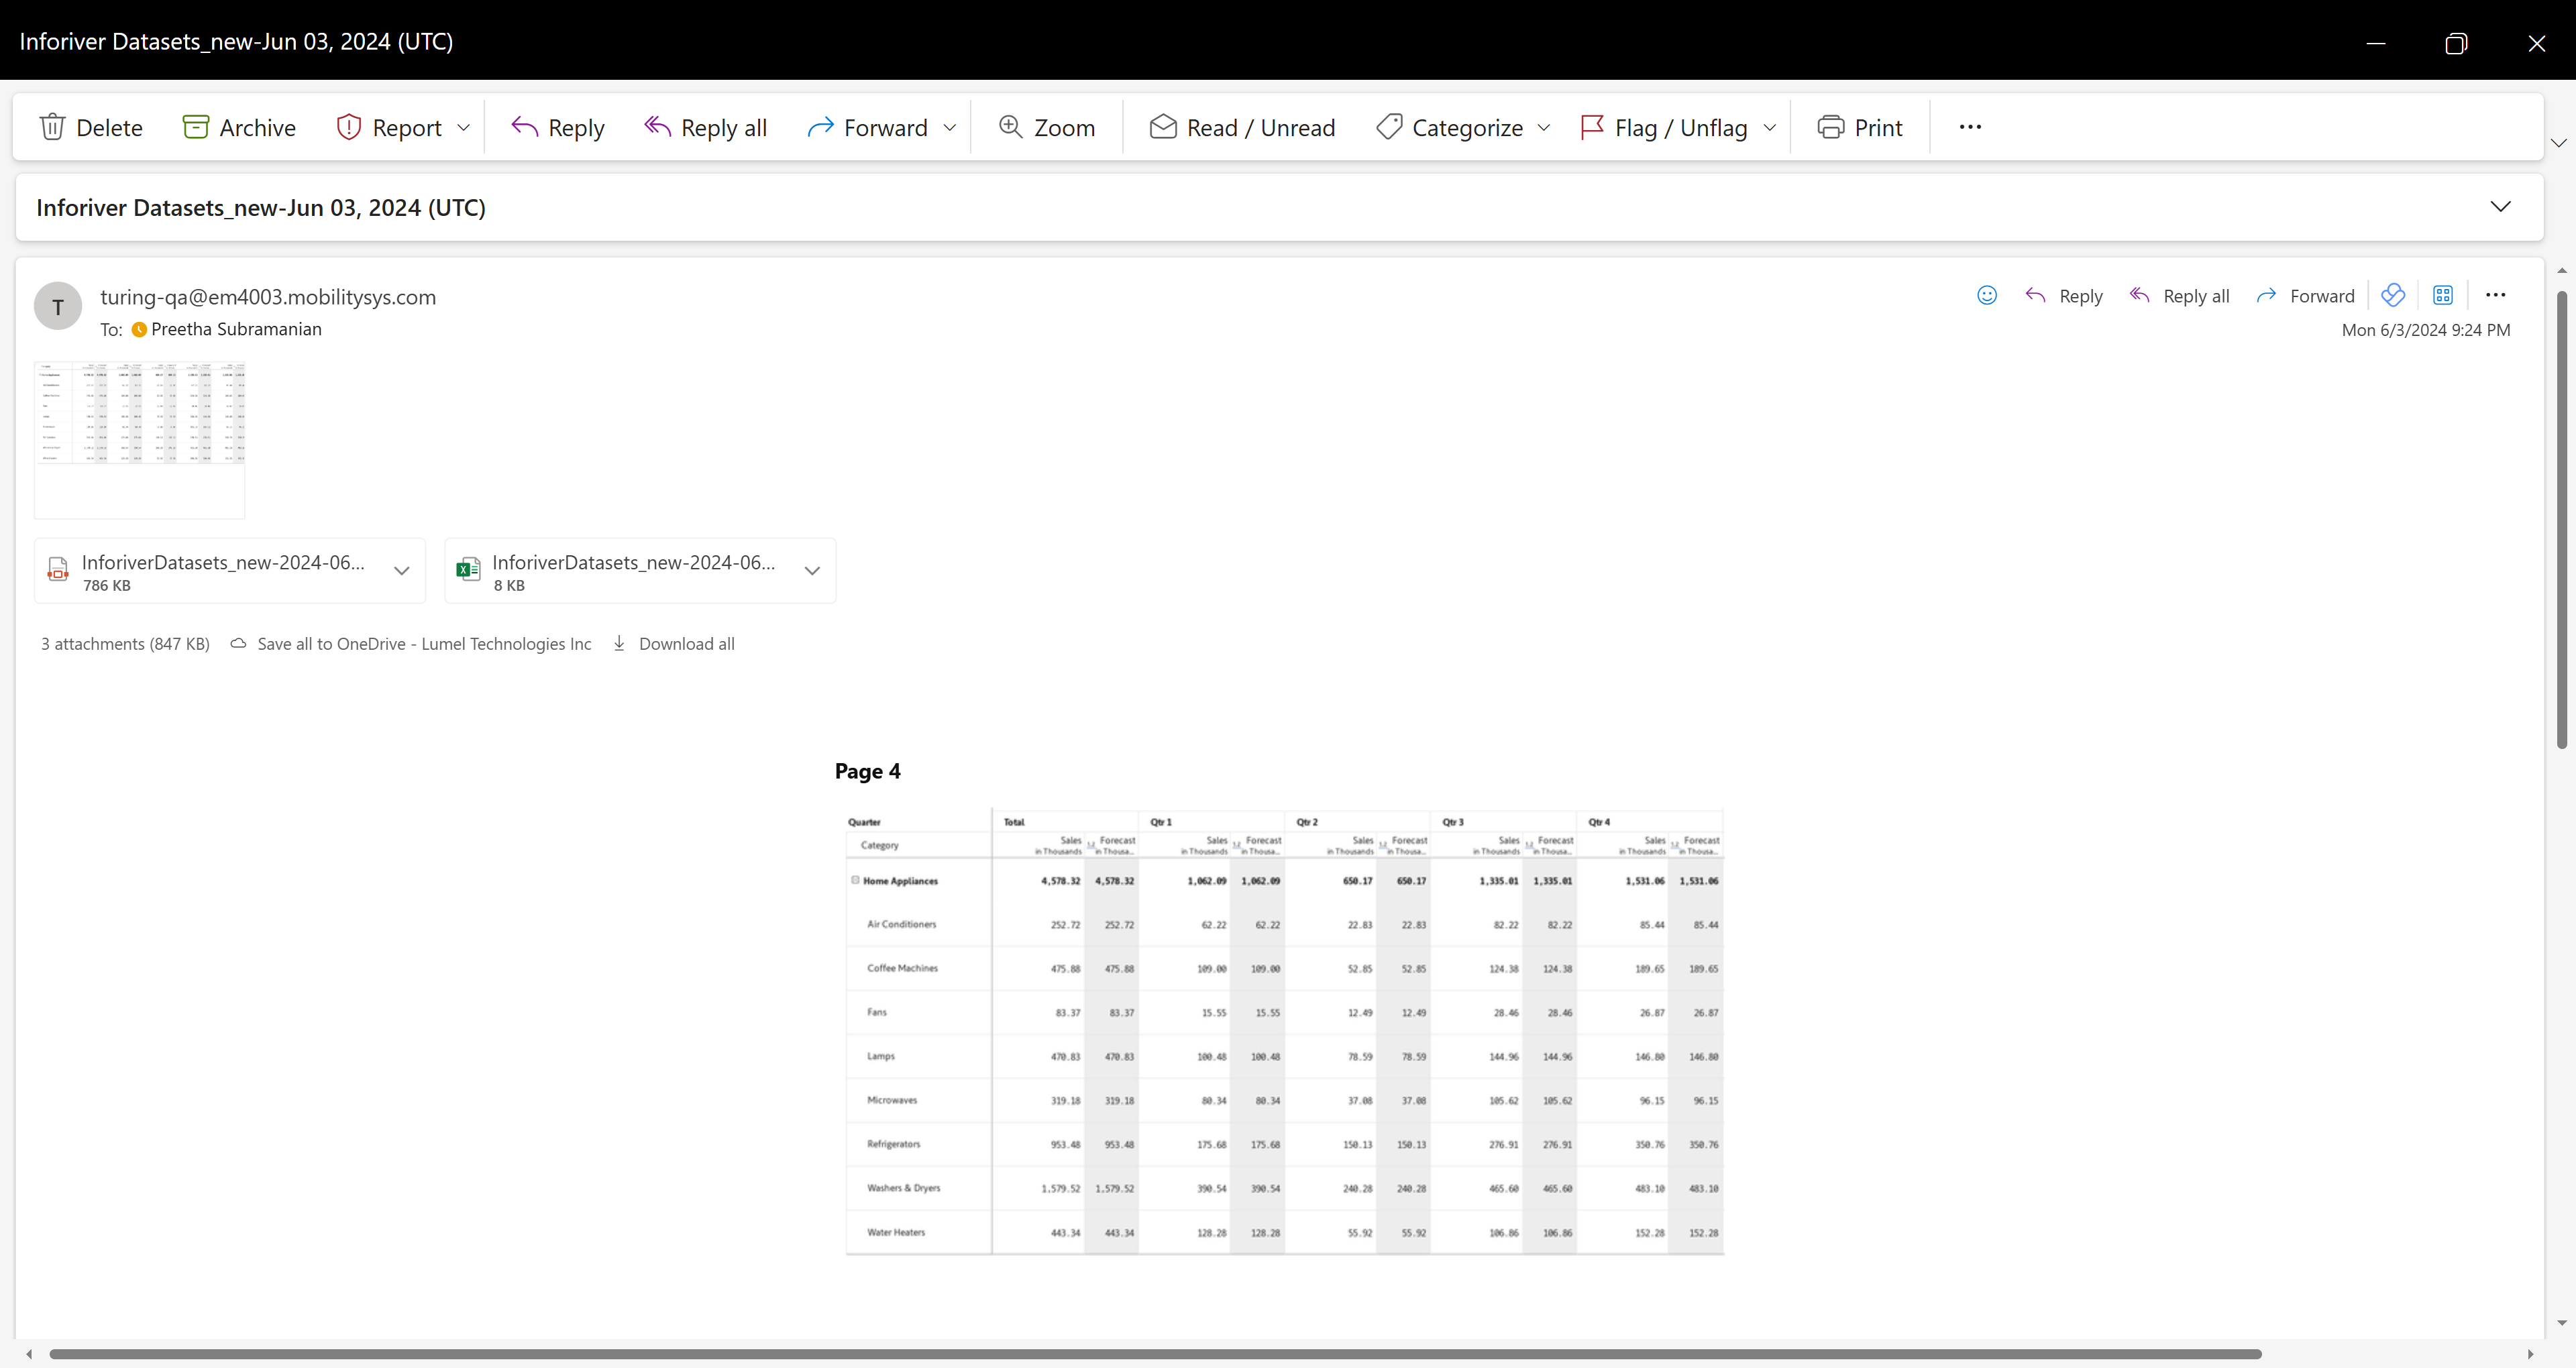 Inforiver Datasets_new-Jun 03, 2024 (UTC)
Delete Archive Report Reply Reply all Forward Zoom Read / Unread Categorize Flag / Unflag Print
Inforiver Datasets_new-Jun 03, 2024 (UTC)
T turing-qa@em4003.mobilitysys.com Reply Reply all Forward
To: Preetha Subramanian Mon 6/3/2024 9:24 PM
InforiverDatasets_new-2024-06... InforiverDatasets_new-2024-06...
786 KB 8 KB
3 attachments (847 KB) Save all to OneDrive - Lumel Technologies Inc Download all
Page 4
Quarter Total Qtr 1 Qtr 2 Qtr 3 Qtr 4
Category Sales Forecast Sales Forecast Sales Forecast Sales Forecast Sales Forecast
in Thousands in Thousa... in Thousands in Thousa... in Thousands in Thousa... in Thousands in Thousa... in Thousands in Thousa...
Home Appliances 4,578.32 4,578.32 1,062.09 1,062.09 650.17 650.17 1,335.01 1,335.01 1,531.06 1,531.06
Air Conditioners 252.72 252.72 62.22 62.22 22.83 22.83 82.22 82.22 85.44 85.44
Coffee Machines 475.88 475.88 109.00 109.00 52.85 52.85 124.38 124.38 189.65 189.65
Fans 83.37 83.37 15.55 15.55 12.49 12.49 28.46 28.46 26.87 26.87
Lamps 470.83 470.83 100.48 100.48 78.59 78.59 144.96 144.96 146.80 146.80
Microwaves 319.18 319.18 80.34 80.34 37.08 37.08 105.62 105.62 96.15 96.15
Refrigerators 953.48 953.48 175.68 175.68 150.13 150.13 276.91 276.91 350.76 350.76
Washers & Dryers 1,579.52 1,579.52 390.54 390.54 240.28 240.28 465.60 465.60 483.10 483.10
Water Heaters 443.34 443.34 128.28 128.28 55.92 55.92 106.86 106.86 152.28 152.28